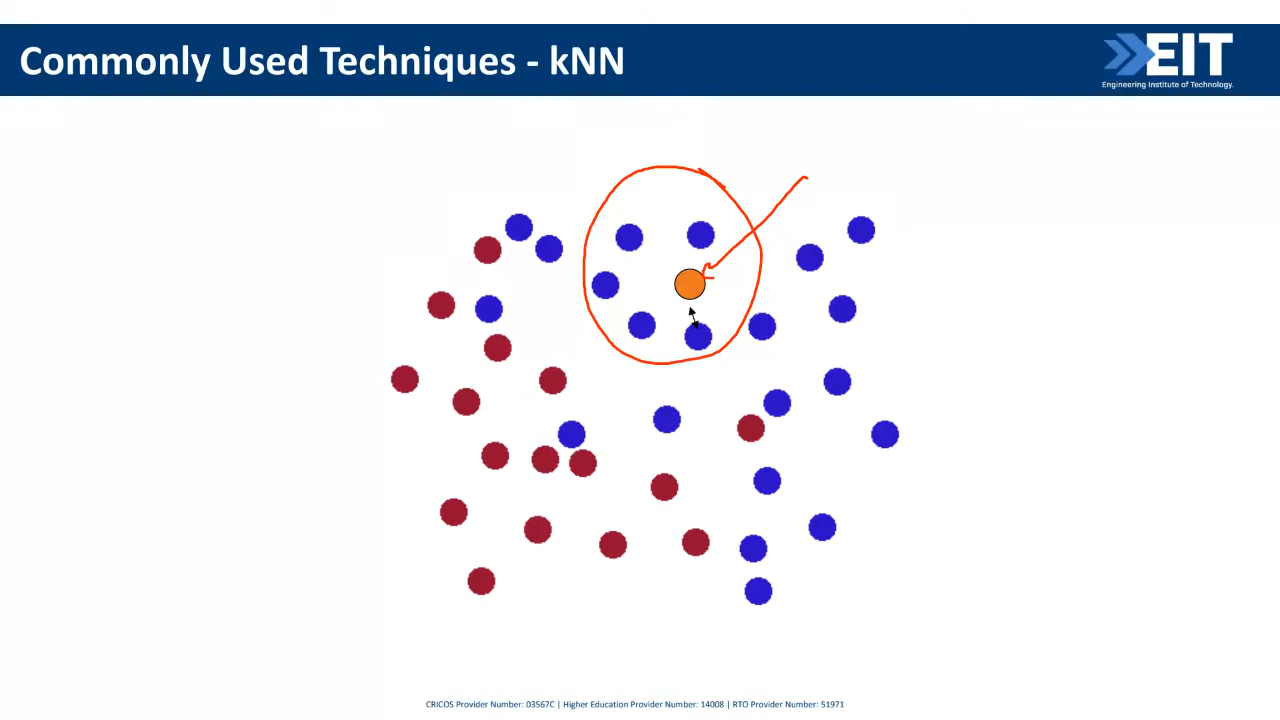 Commonly Used Techniques - kNN
EIT
Engineering Institute of Technology.
CRICOS Provider Number: 03567C | Higher Education Provider Number: 14008 | RTO Provider Number: 51971